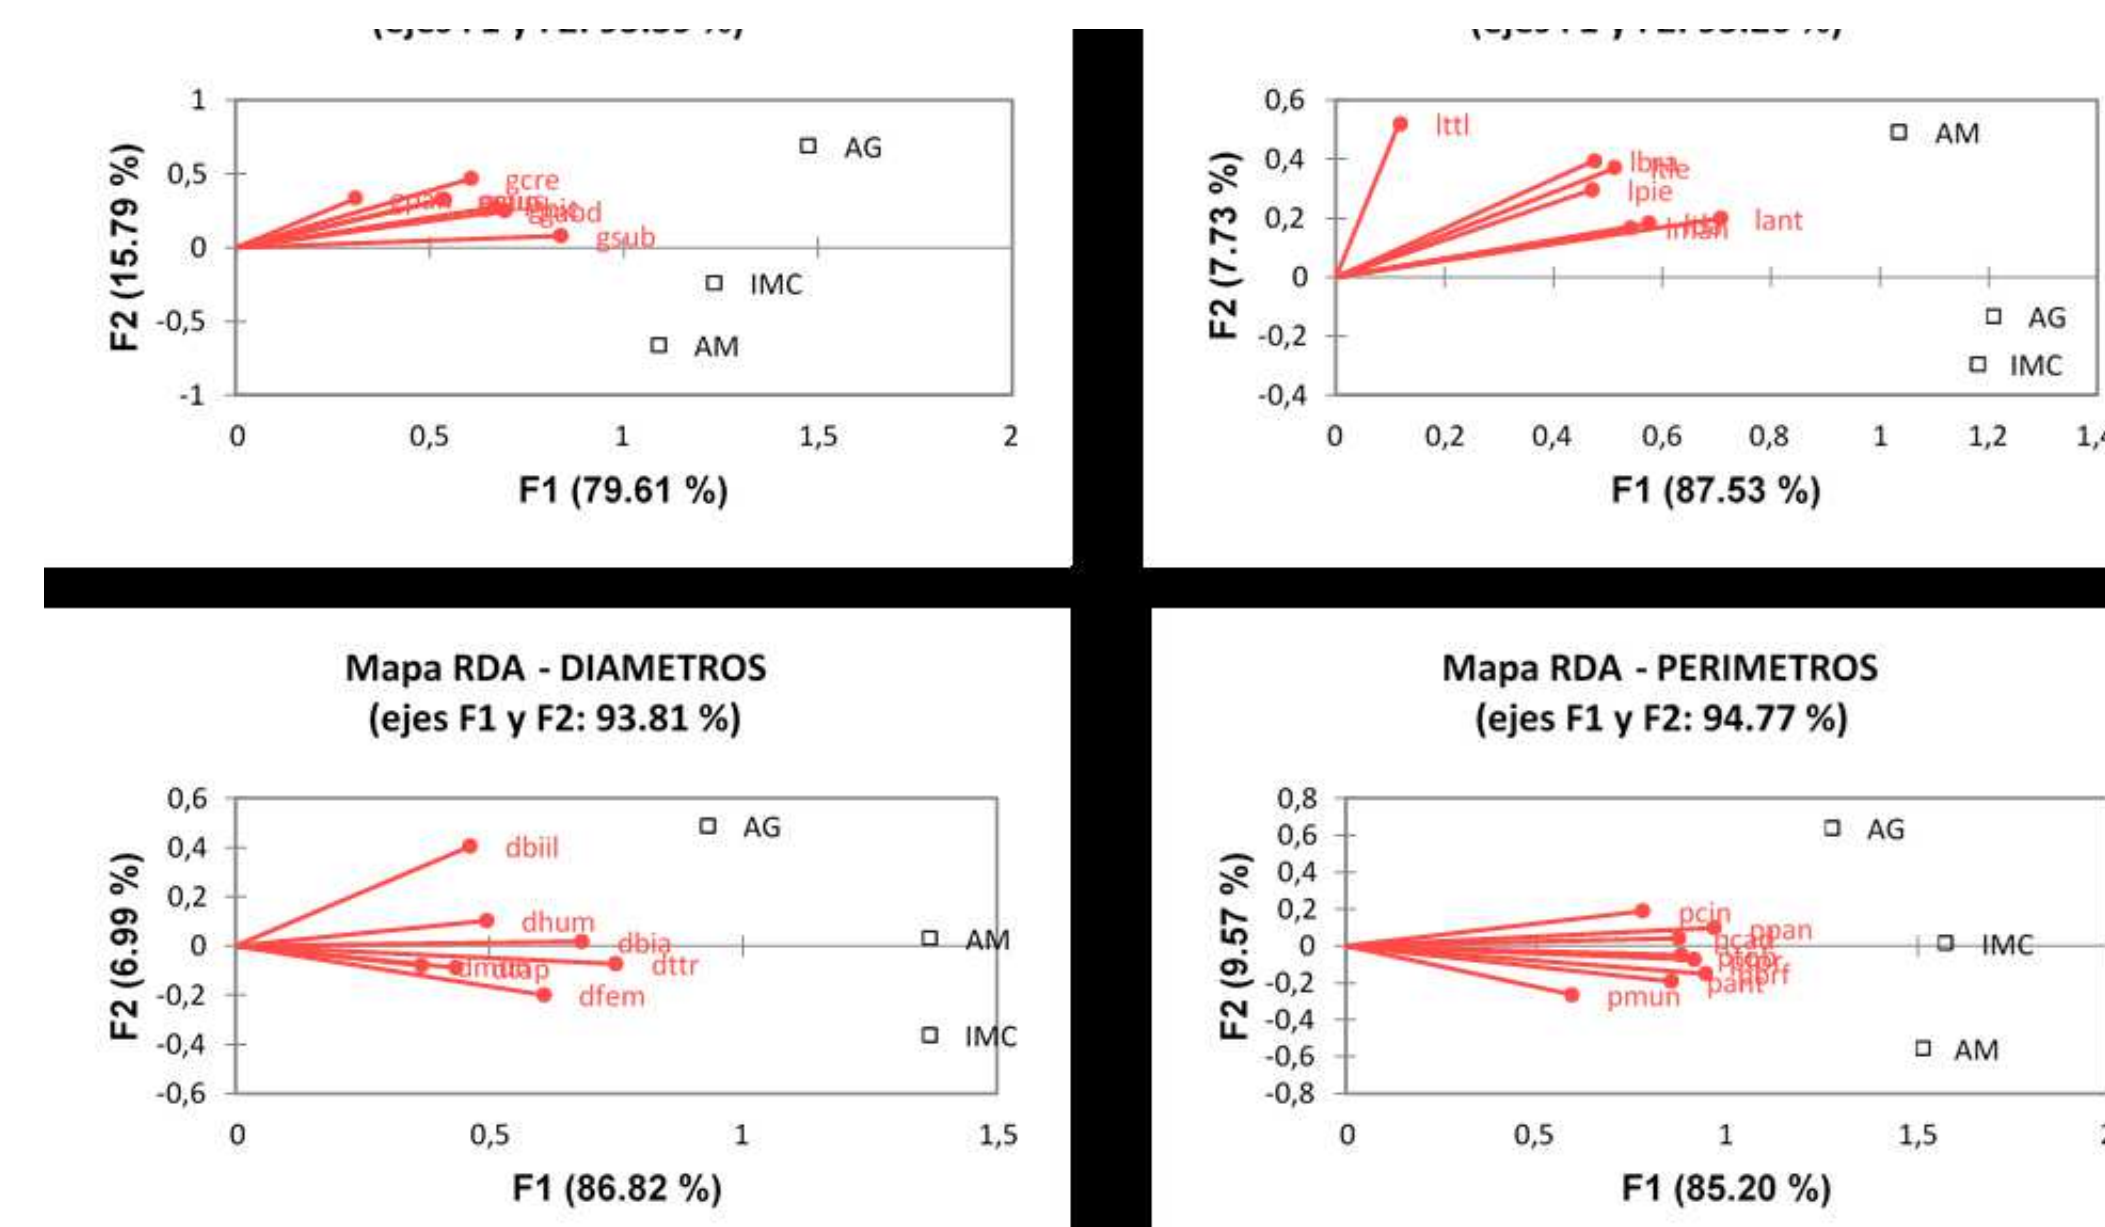 1
0,5
0
-0,5
-1
0
0,5
1
1,5
2
F2 (15.79 %)
F1 (79.61 %)
gcre
gsub
AG
IMC
AM
0,6
0,4
0,2
0
-0,2
-0,4
0
0,2
0,4
0,6
0,8
1
1,2
F2 (7.73 %)
F1 (87.53 %)
lttl
lbra
lpie
lant
AM
AG
IMC
Mapa RDA - DIAMETROS
(ejes F1 y F2: 93.81 %)
0,6
0,4
0,2
0
-0,2
-0,4
-0,6
0
0,5
1
1,5
F2 (6.99 %)
F1 (86.82 %)
dbiil
dhum
dbia
dttr
dfem
AG
AM
IMC
Mapa RDA - PERIMETROS
(ejes F1 y F2: 94.77 %)
0,8
0,6
0,4
0,2
0
-0,2
-0,4
-0,6
-0,8
0
0,5
1
1,5
F2 (9.57 %)
F1 (85.20 %)
pcin
ppan
pant
pmun
AG
IMC
AM